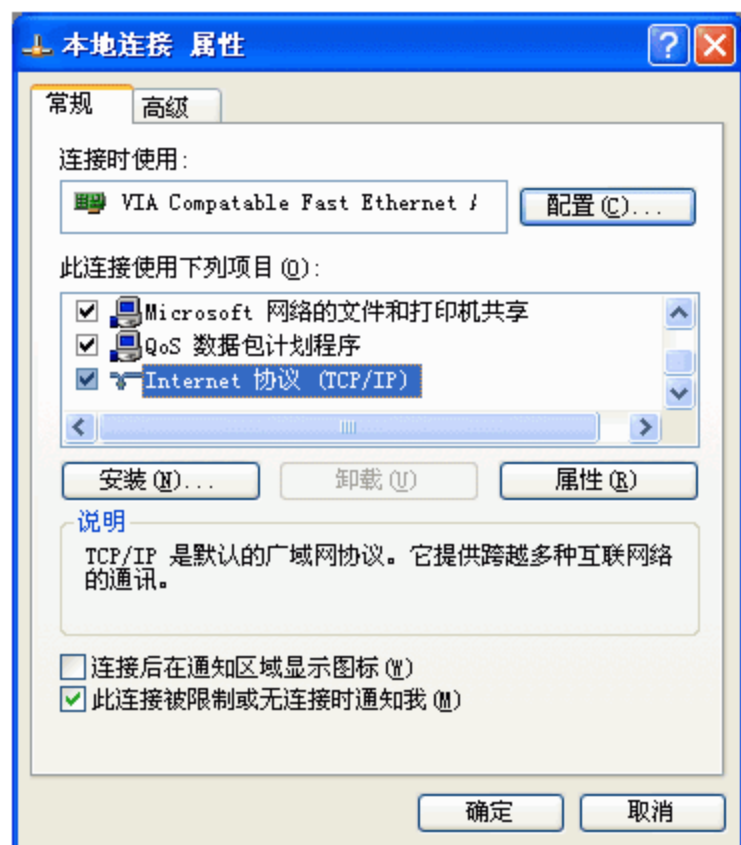 本地连接 属性
常规
高级
连接时使用:
VIA Compatable Fast Ethernet
配置(C)...
此连接使用下列项目(O):
Microsoft 网络的文件和打印机共享
QoS 数据包计划程序
Internet 协议 (TCP/IP)
安装(N)...
卸载(U)
属性(R)
说明
TCP/IP 是默认的广域网协议。它提供跨越多种互联网络
的通讯。
连接后在通知区域显示图标(W)
此连接被限制或无连接时通知我(M)
确定
取消